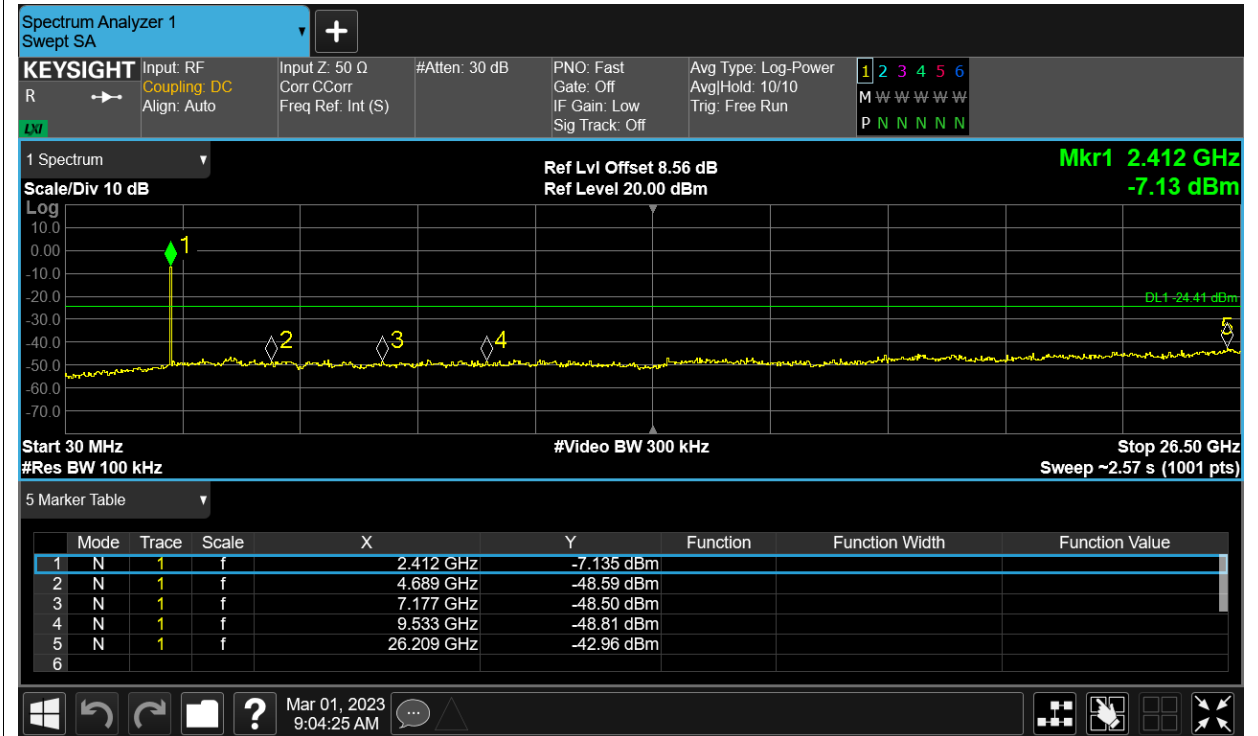 Spectrum Analyzer 1
Swept SA
+
KEYSIGHT
R
LXI
Input: RF
Coupling: DC
Align: Auto
Input Z: 50 Ω
Corr CCorr
Freq Ref: Int (S)
#Atten: 30 dB
PNO: Fast
Gate: Off
IF Gain: Low
Sig Track: Off
Avg Type: Log-Power
Avg|Hold: 10/10
Trig: Free Run
1 2 3 4 5 6
M W W W W W W
P N N N N N N
1 Spectrum
Scale/Div 10 dB
Ref Lvl Offset 8.56 dB
Ref Level 20.00 dBm
Mkr1 2.412 GHz
-7.13 dBm
Log
10.0
0.00
-10.0
-20.0
-30.0
-40.0
-50.0
-60.0
-70.0
1
2
3
4
5
DL1 -24.41 dBm
Start 30 MHz
#Video BW 300 kHz
Stop 26.50 GHz
#Res BW 100 kHz
Sweep ~2.57 s (1001 pts)
5 Marker Table
Mode Trace Scale X Y Function Function Width Function Value
1 N 1 f 2.412 GHz -7.135 dBm
2 N 1 f 4.689 GHz -48.59 dBm
3 N 1 f 7.177 GHz -48.50 dBm
4 N 1 f 9.533 GHz -48.81 dBm
5 N 1 f 26.209 GHz -42.96 dBm
6
?
Mar 01, 2023
9:04:25 AM